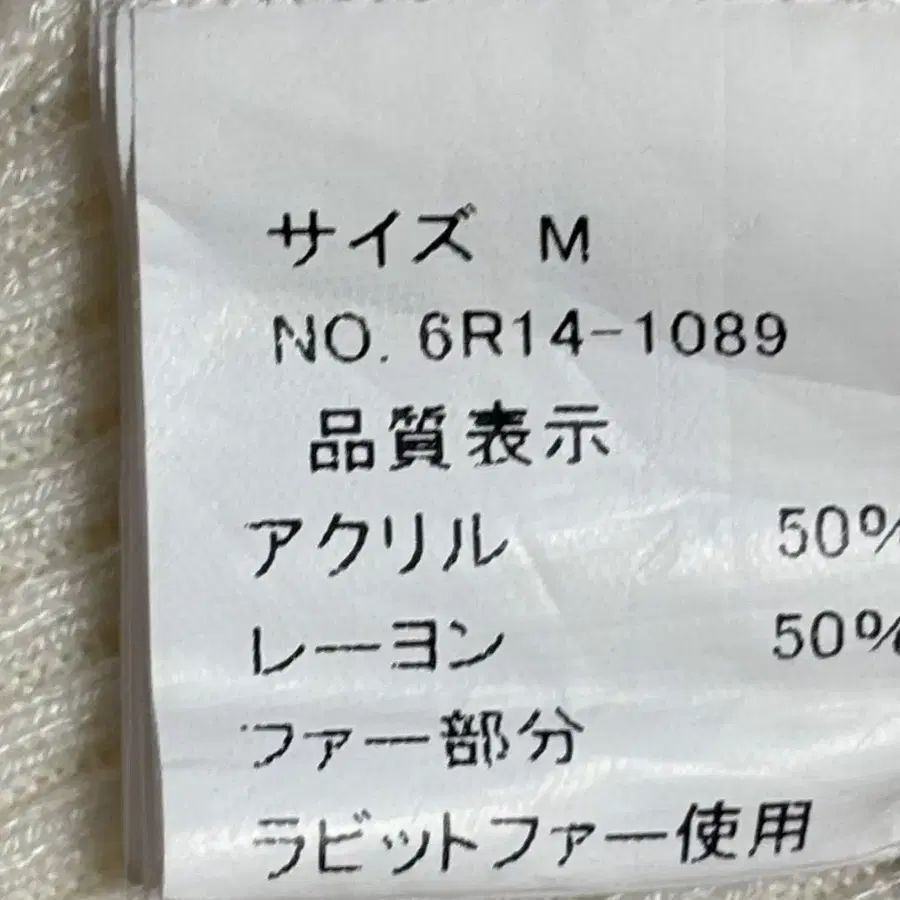 サイズ M
NO. 6R14-1089
品質表示
アクリル 50%
レーヨン 50%
ファー部分
ラビットファー使用